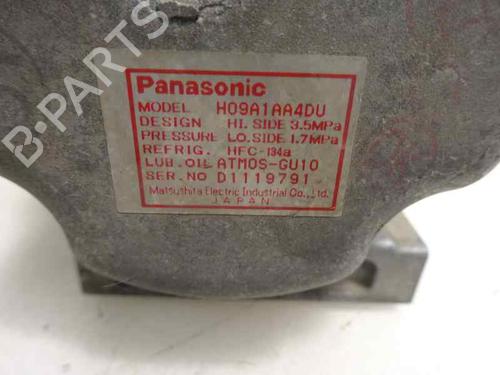 Panasonic
MODEL H09A1AA4DU
DESIGN HI. SIDE 3.5MPa
PRESSURE LO. SIDE 1.7MPa
REFRIG. HFC-134a
LUB. OIL ATMOS-GU10
SER. NO D1119791
Matsushita Electric Industrial Co., Ltd.
JAPAN